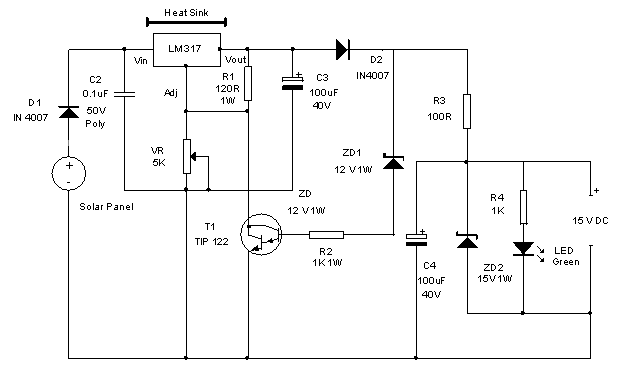 Heat Sink
LM317
Vin
Vout
Adj
D1
IN 4007
C2
0.1uF
50V
Poly
+
-
Solar Panel
VR
5K
R1
120R
1W
+
C3
100uF
40V
D2
IN4007
R3
100R
ZD1
12 V1W
ZD
12 V1W
T1
TIP 122
R2
1K 1W
+
C4
100uF
40V
ZD2
15V1W
R4
1K
LED
Green
+
15 V DC
-